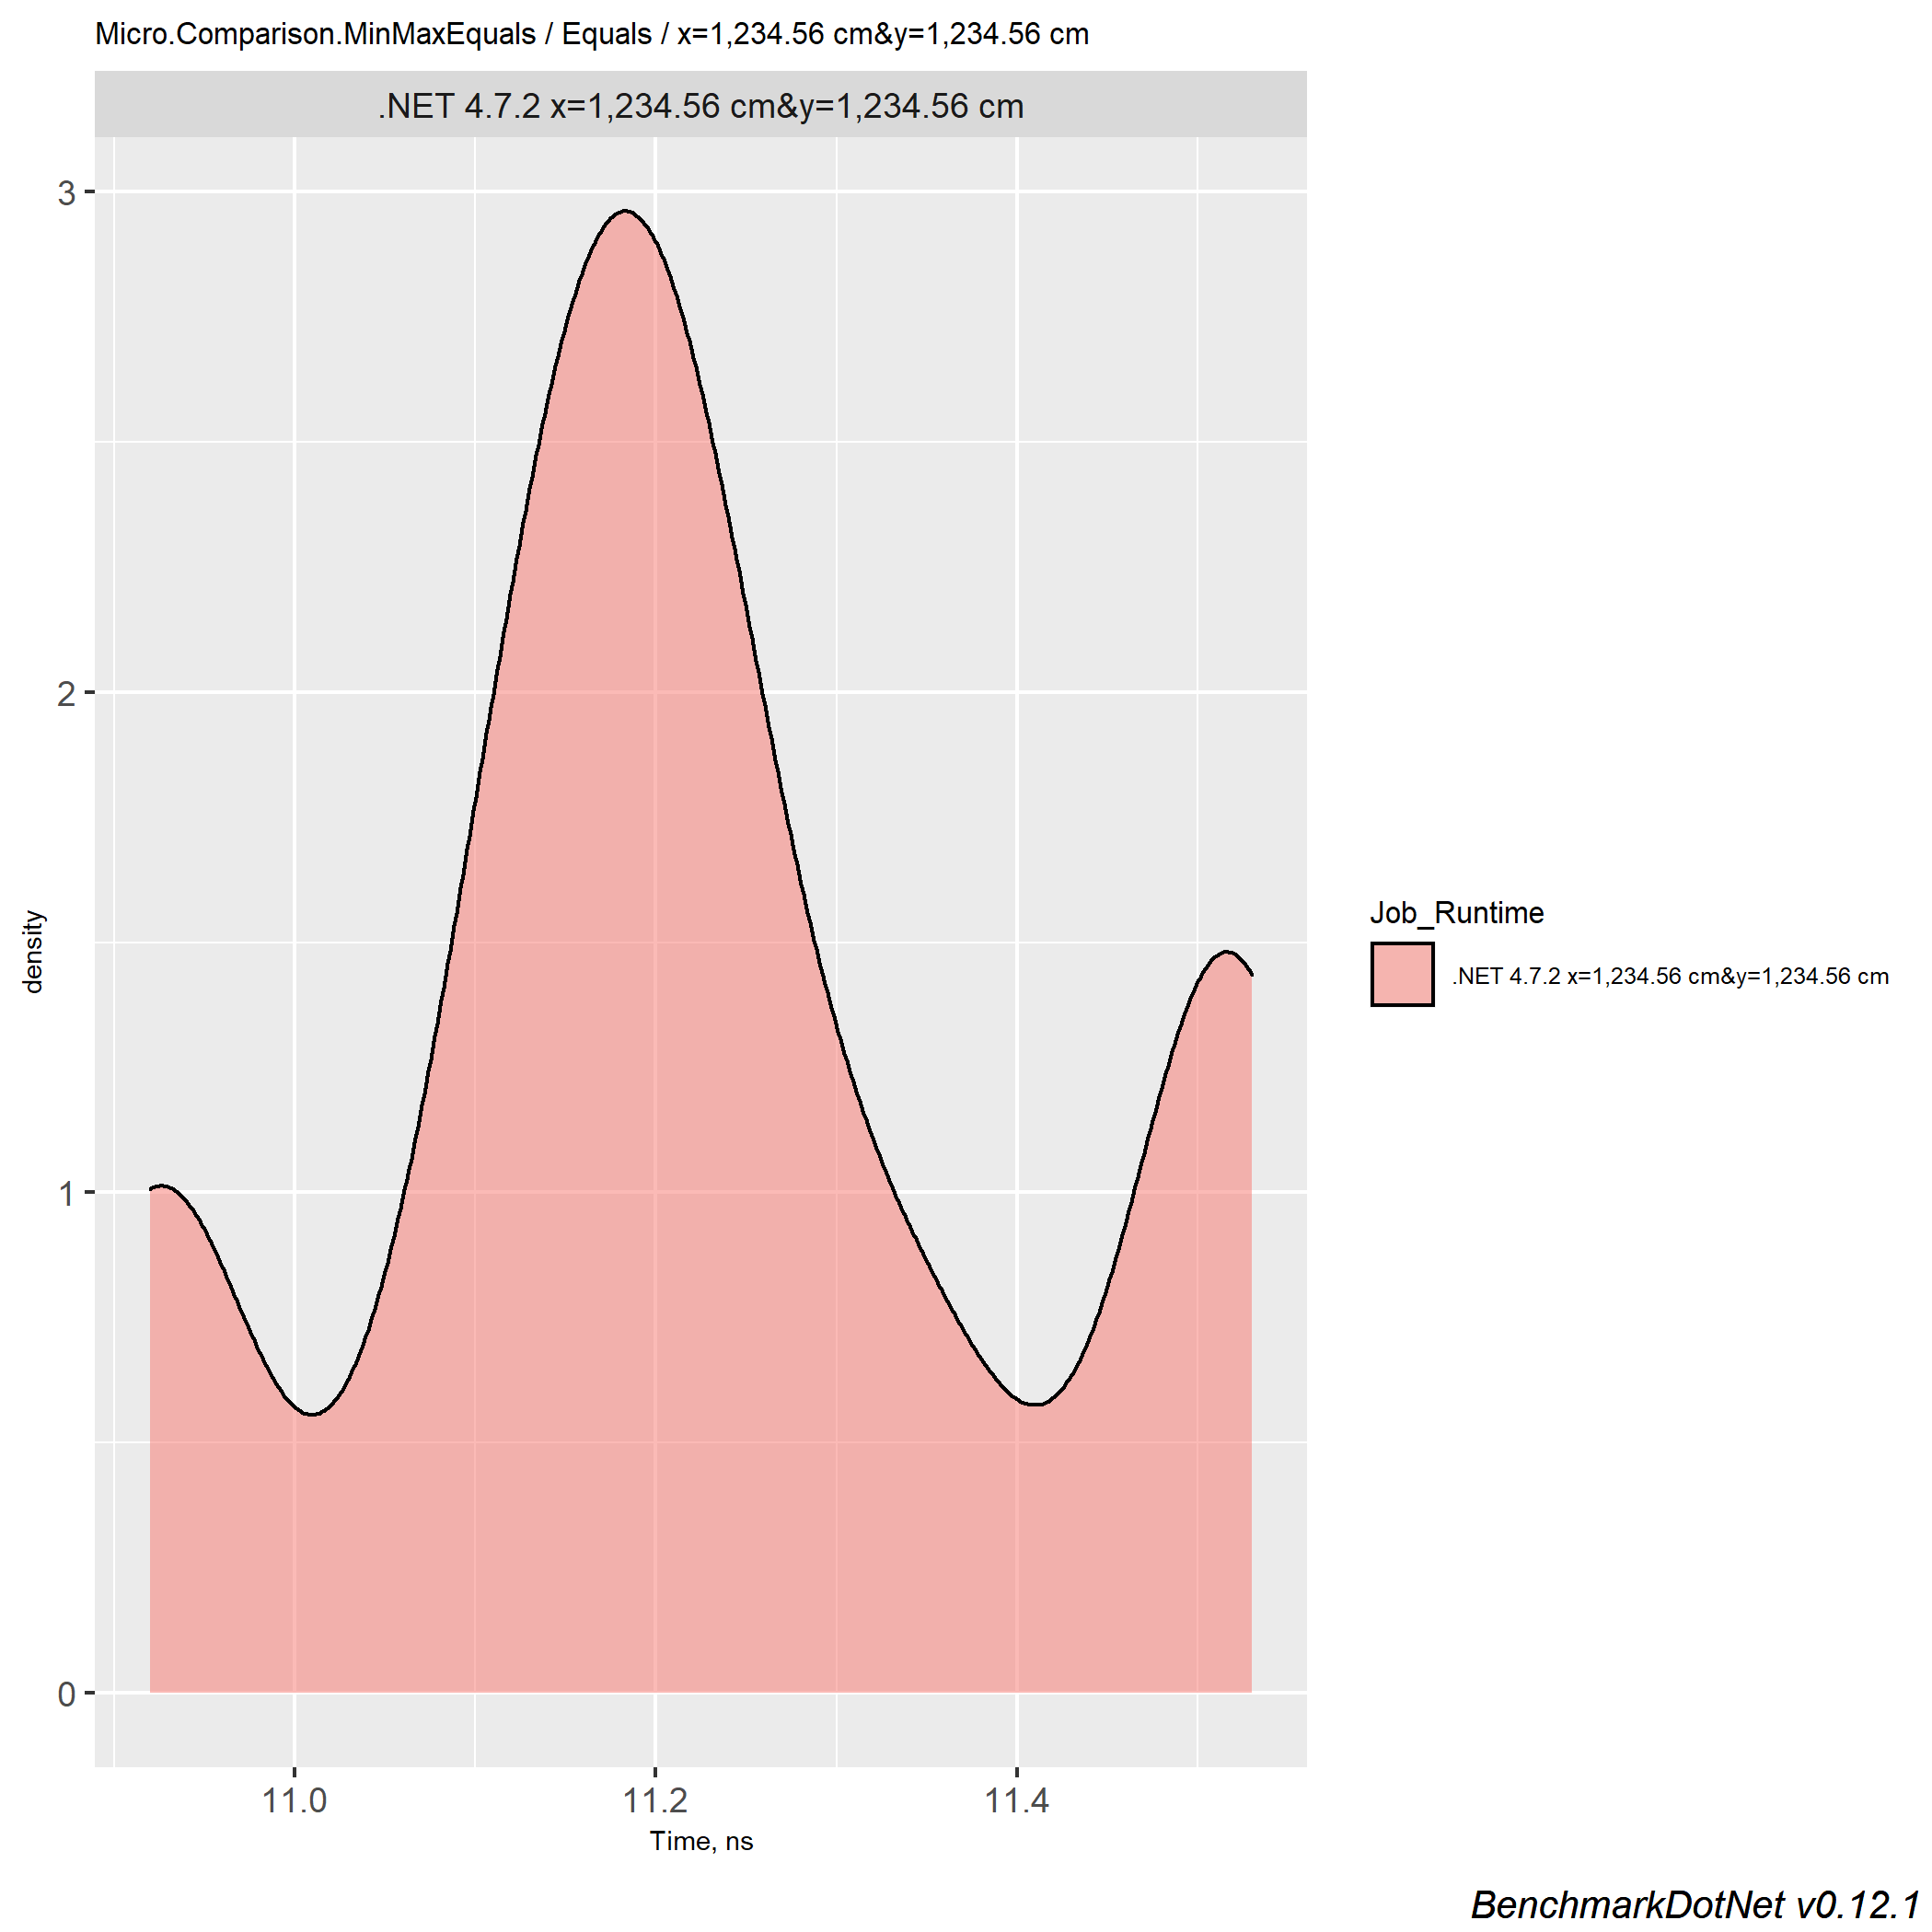 Micro.Comparison.MinMaxEquals / Equals / x=1,234.56 cm&y=1,234.56 cm
.NET 4.7.2 x=1,234.56 cm&y=1,234.56 cm
3
2
1
0
density
11.0
11.2
11.4
Time, ns
Job_Runtime
.NET 4.7.2 x=1,234.56 cm&y=1,234.56 cm
BenchmarkDotNet v0.12.1